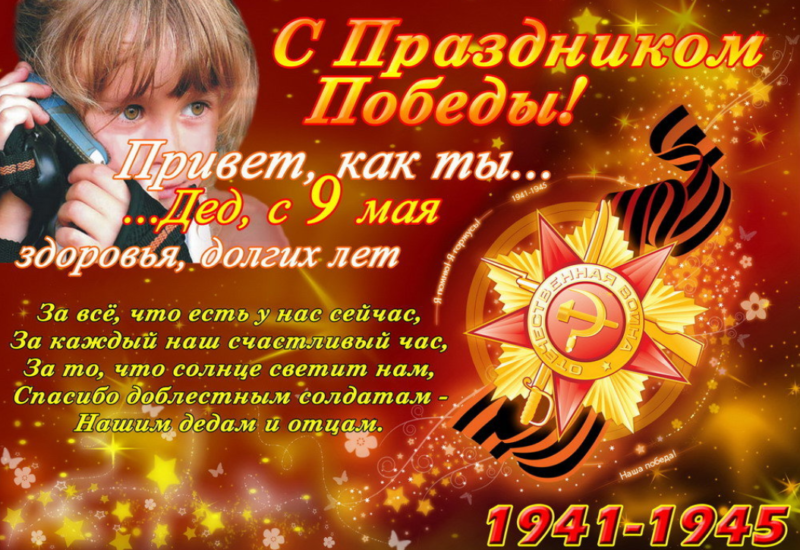 С Праздником
Победы!
Привет, как ты...
...Дед, с 9 мая
здоровья, долгих лет
1941-1945
Я помню! Я горжусь!
ОТЕЧЕСТВЕННАЯ ВОЙНА
За всё, что есть у нас сейчас,
За каждый наш счастливый час,
За то, что солнце светит нам,
Спасибо доблестным солдатам -
Нашим дедам и отцам.
Наша победа!
1941-1945